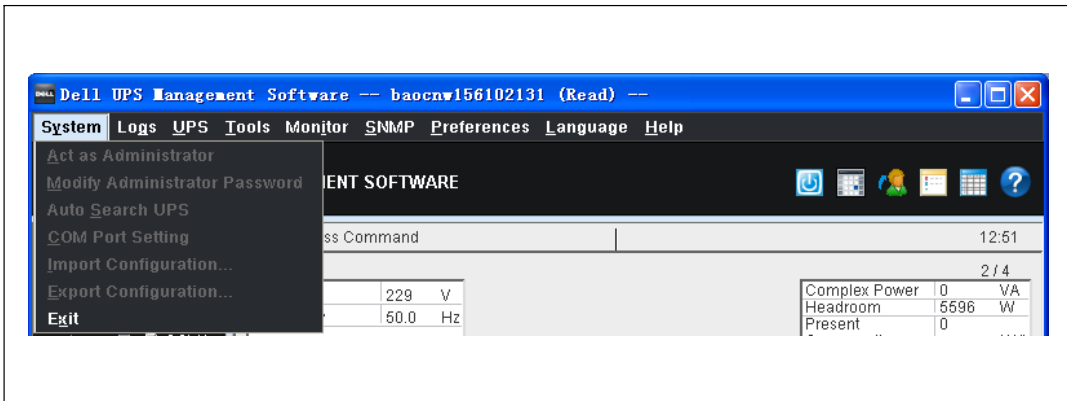 Dell UPS Management Software -- baocnw156102131 (Read) --
System Logs UPS Tools Monitor SNMP Preferences Language Help
Act as Administrator
Modify Administrator Password
Auto Search UPS
COM Port Setting
Import Configuration...
Export Configuration...
Exit
SOFTWARE
Command
12:51
2 / 4
229 V
50.0 Hz
Complex Power 0 VA
Headroom 5596 W
Present 0